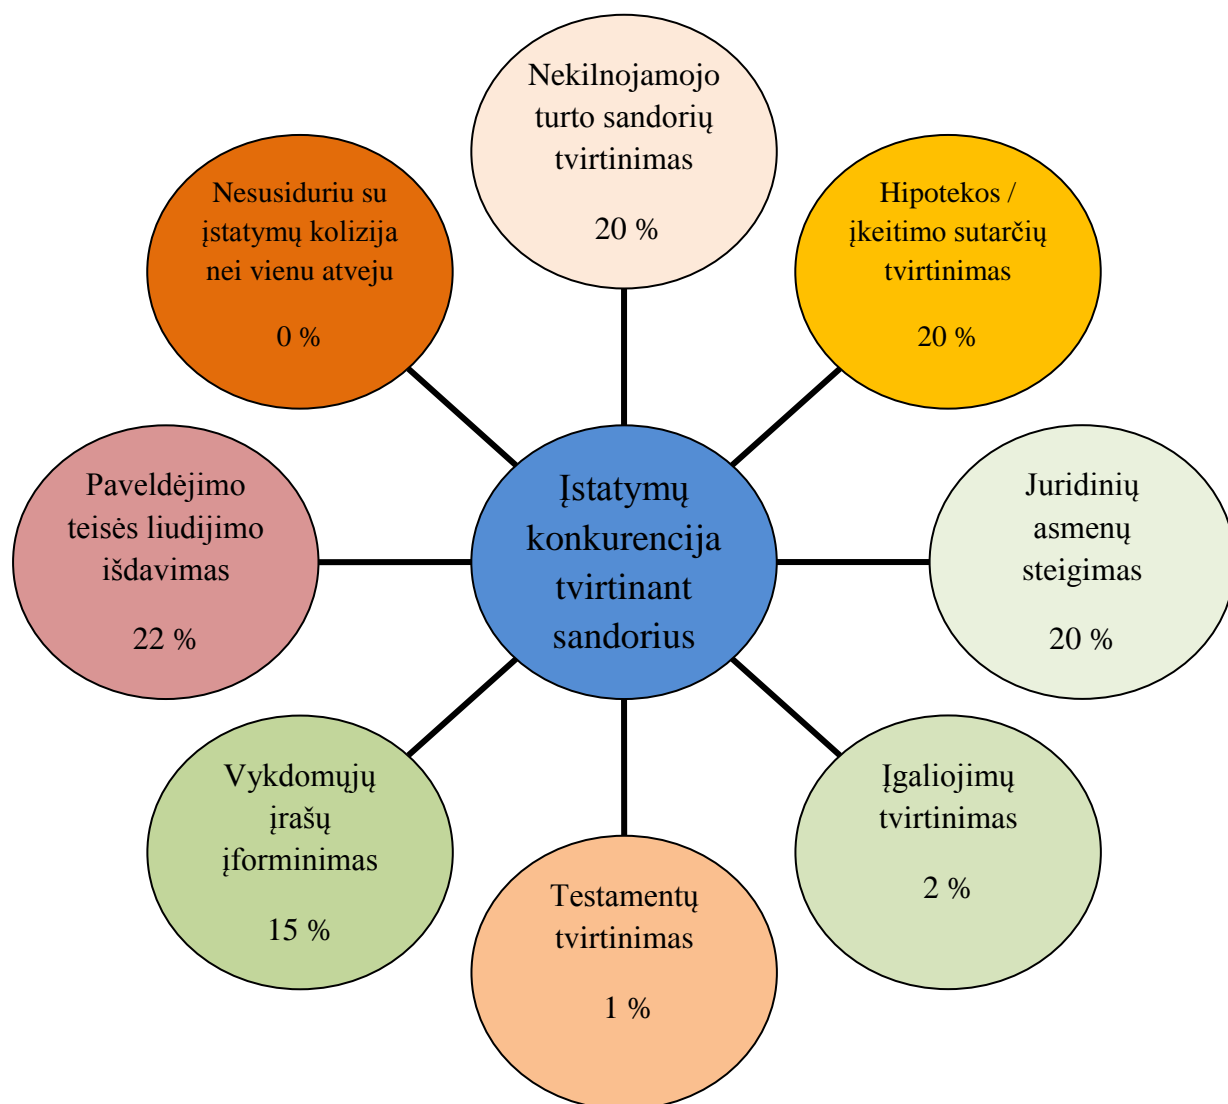 Nekilnojamojo
turto sandorių
tvirtinimas
20 %
Nesusiduriu su
įstatymų kolizija
nei vienu atveju
0 %
Hipotekos /
įkeitimo sutarčių
tvirtinimas
20 %
Paveldėjimo
teisės liudijimo
išdavimas
22 %
Įstatymų
konkurencija
tvirtinant
sandorius
Juridinių
asmenų
steigimas
20 %
Vykdomųjų
įrašų
įforminimas
15 %
Įgaliojimų
tvirtinimas
2 %
Testamentų
tvirtinimas
1 %